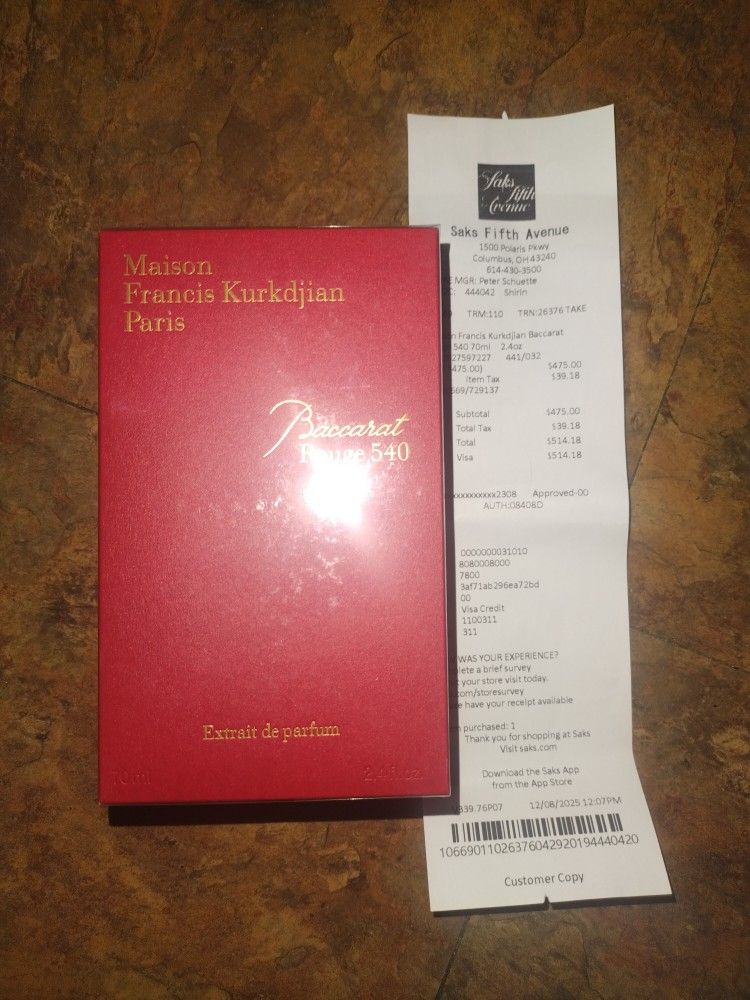 Maison
Francis Kurkdjian
Paris
Baccarat
Rouge 540
Extrait de parfum
70ml 2.4 fl.oz
Saks
fifth
Avenue
Saks Fifth Avenue
1500 Polaris Pkwy
Columbus, OH 43240
614-430-3500
MGR: Peter Schuette
444042 Shirin
TRM:110 TRN:26376 TAKE
Francis Kurkdjian Baccarat
540 70ml 2.4oz
27597227 441/032
475.00) $475.00
Item Tax $39.18
669/729137
Subtotal $475.00
Total Tax $39.18
Total $514.18
Visa $514.18
xxxxxxxxxx2308 Approved-00
AUTH:08408D
0000000031010
8080008000
7800
3af71ab296ea72bd
00
Visa Credit
1100311
311
WAS YOUR EXPERIENCE?
lete a brief survey
t your store visit today.
.com/storesurvey
e have your receipt available
purchased: 1
Thank you for shopping at Saks
Visit saks.com
Download the Saks App
from the App Store
V339.76P07 12/08/2025 12:07PM
10669011026376042920194440420
Customer Copy